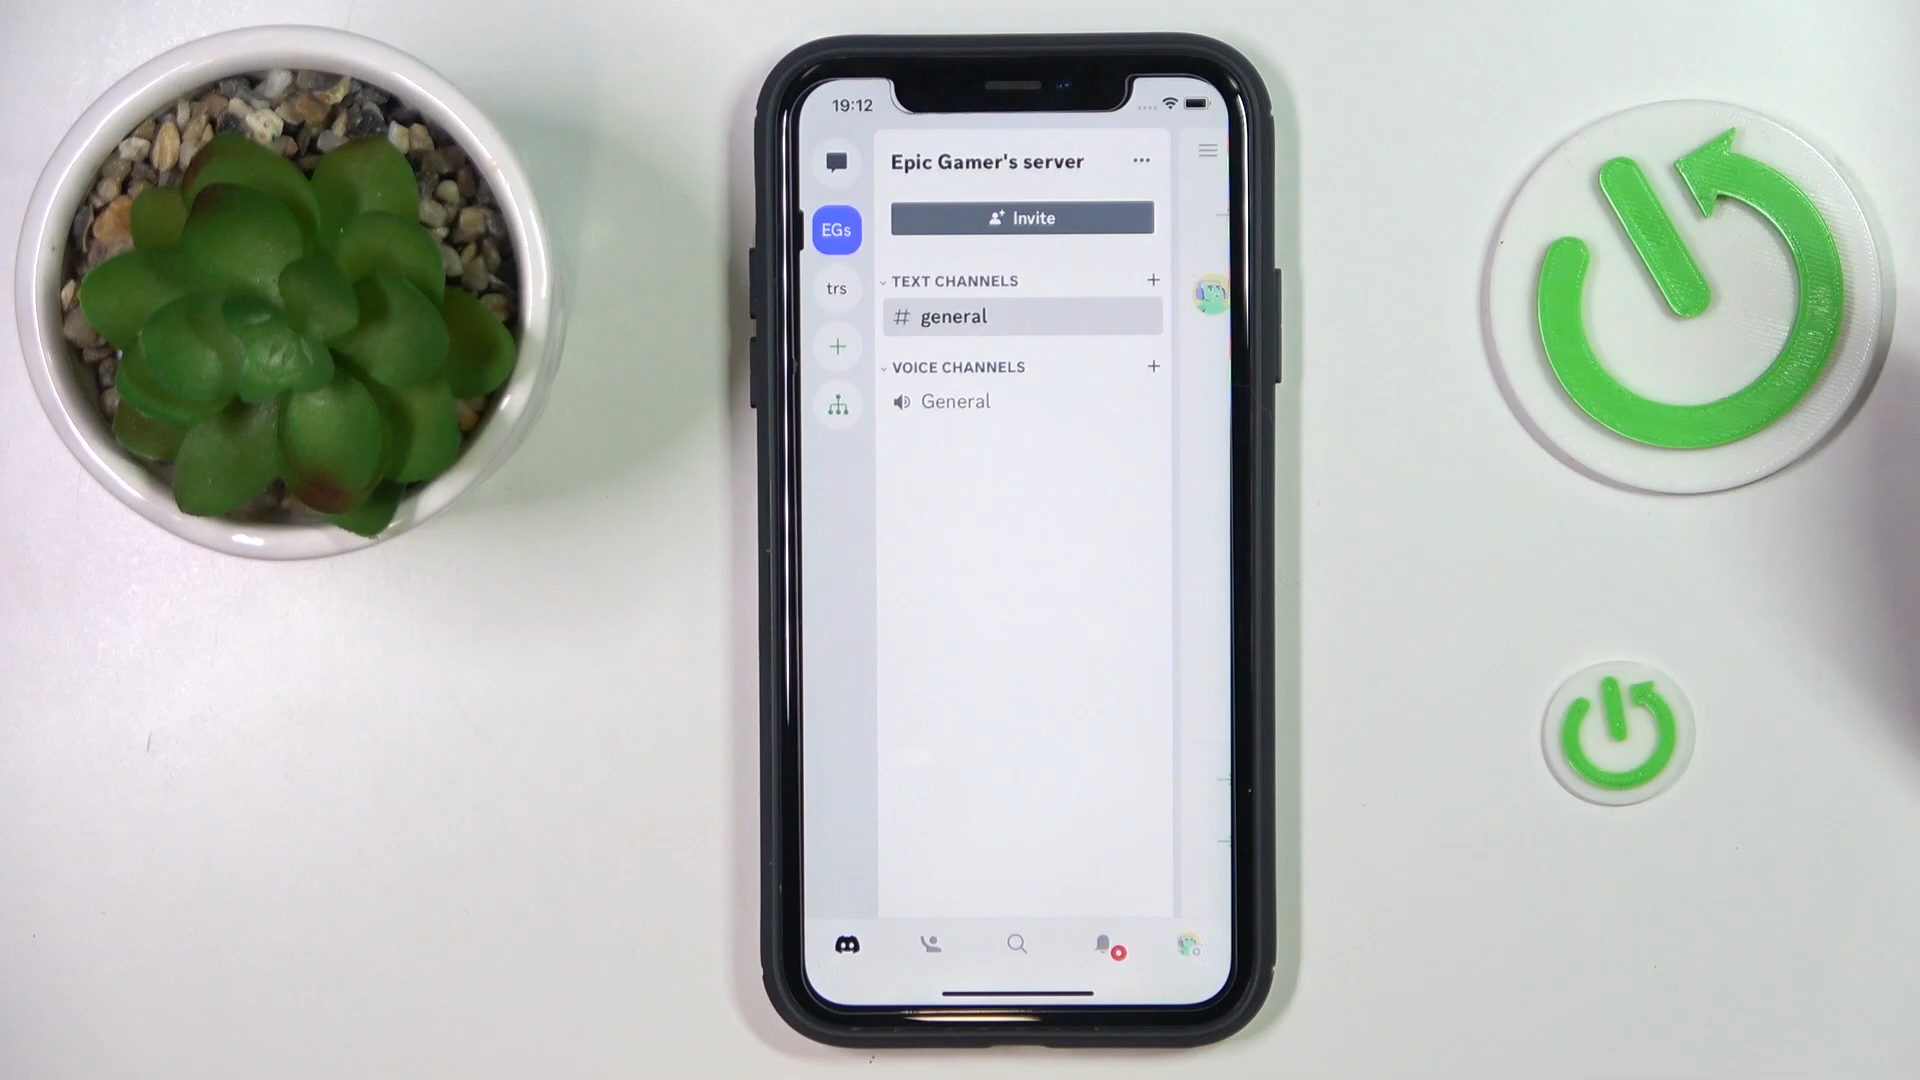 19:12
Epic Gamer's server
Invite
EGs
TEXT CHANNELS
trs
# general
VOICE CHANNELS
General